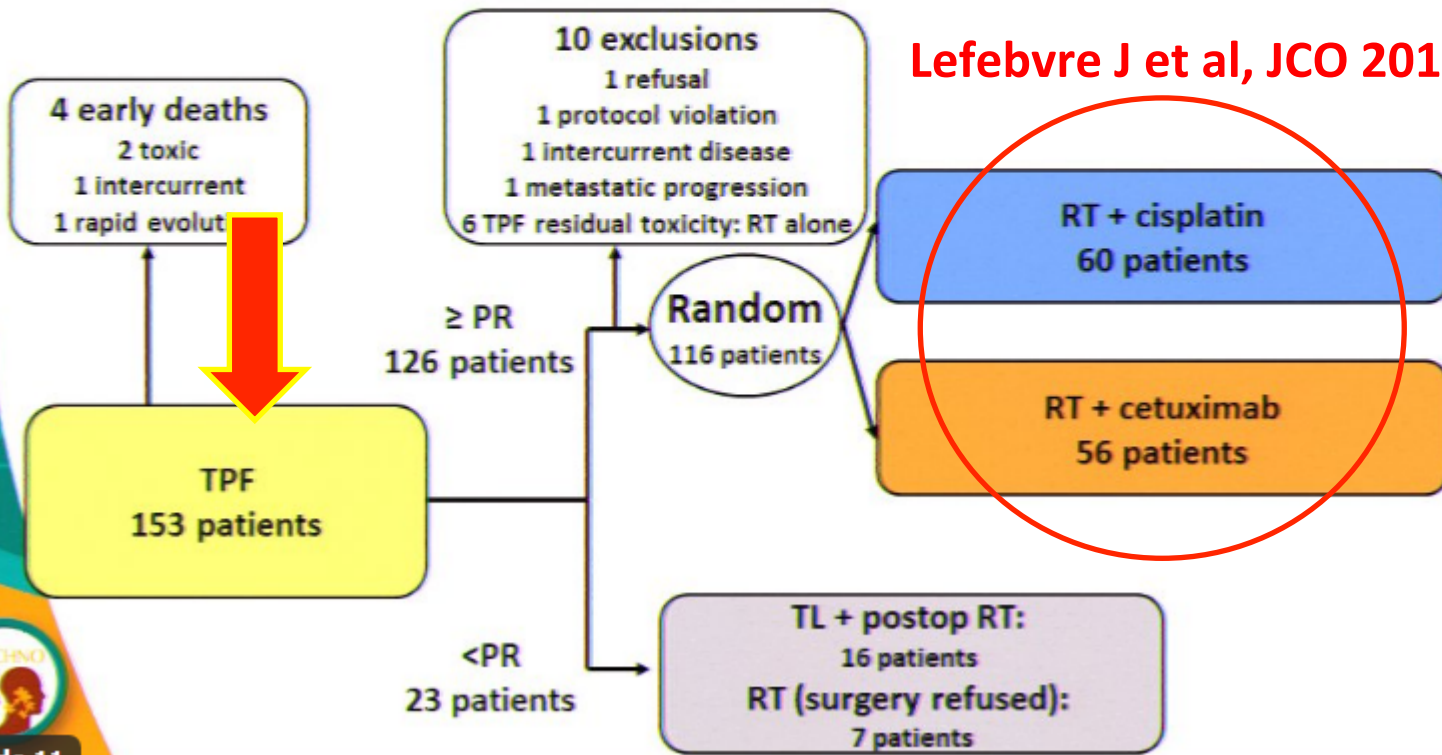 Lefebvre J et al, JCO 201
4 early deaths
2 toxic
1 intercurrent
1 rapid evoluti
10 exclusions
1 refusal
1 protocol violation
1 intercurrent disease
1 metastatic progression
6 TPF residual toxicity: RT alone
TPF
153 patients
≥ PR
126 patients
Random
116 patients
RT + cisplatin
60 patients
RT + cetuximab
56 patients
<PR
23 patients
TL + postop RT:
16 patients
RT (surgery refused):
7 patients
CHNO